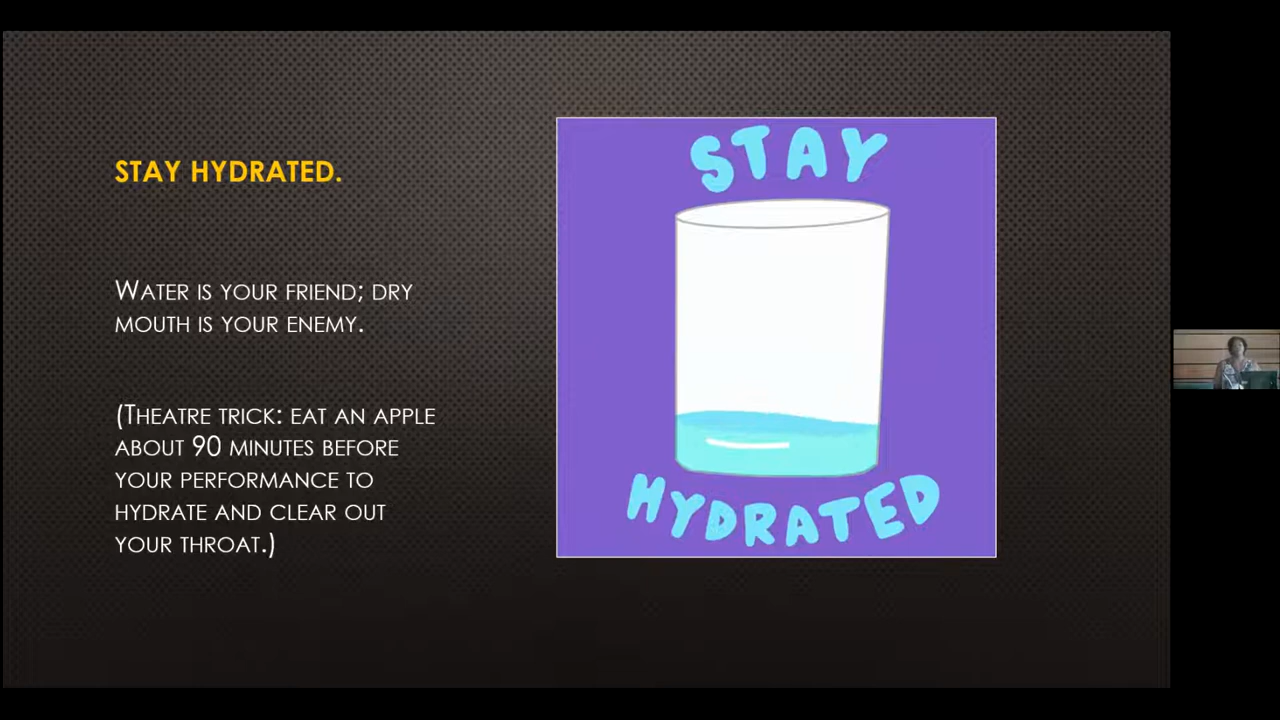 STAY HYDRATED.
WATER IS YOUR FRIEND; DRY
MOUTH IS YOUR ENEMY.
(THEATRE TRICK: EAT AN APPLE
ABOUT 90 MINUTES BEFORE
YOUR PERFORMANCE TO
HYDRATE AND CLEAR OUT
YOUR THROAT.)
STAY
HYDRATED